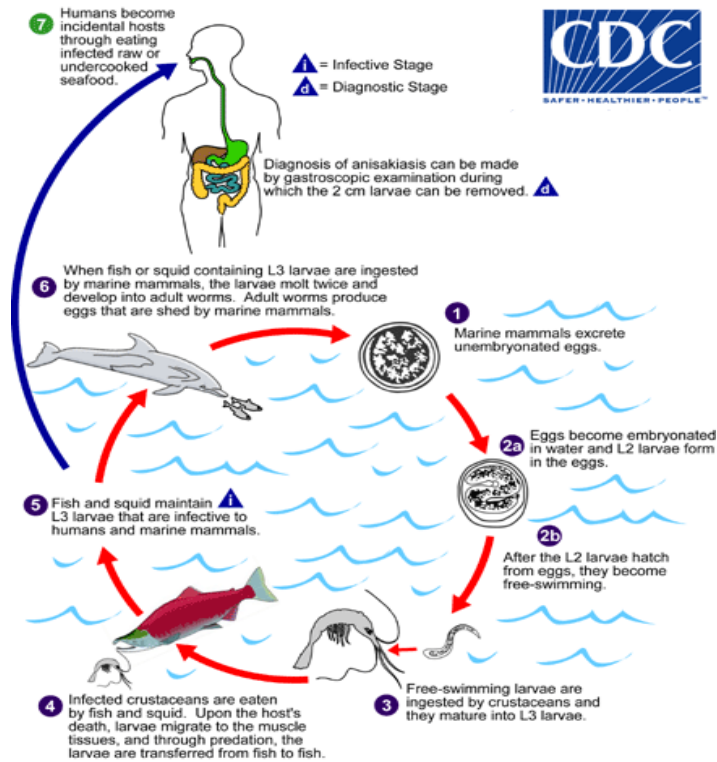 7 Humans become
incidental hosts
through eating
infected raw or
undercooked
seafood.
i = Infective Stage
d = Diagnostic Stage
CDC
SAFER•HEALTHIER•PEOPLE™
Diagnosis of anisakiasis can be made
by gastroscopic examination during
which the 2 cm larvae can be removed. d
6 When fish or squid containing L3 larvae are ingested
by marine mammals, the larvae molt twice and
develop into adult worms. Adult worms produce
eggs that are shed by marine mammals.
1
Marine mammals excrete
unembryonated eggs.
2a Eggs become embryonated
in water and L2 larvae form
in the eggs.
2b
After the L2 larvae hatch
from eggs, they become
free-swimming.
5 Fish and squid maintain i
L3 larvae that are infective to
humans and marine mammals.
3 Free-swimming larvae are
ingested by crustaceans and
they mature into L3 larvae.
4 Infected crustaceans are eaten
by fish and squid. Upon the host's
death, larvae migrate to the muscle
tissues, and through predation, the
larvae are transferred from fish to fish.